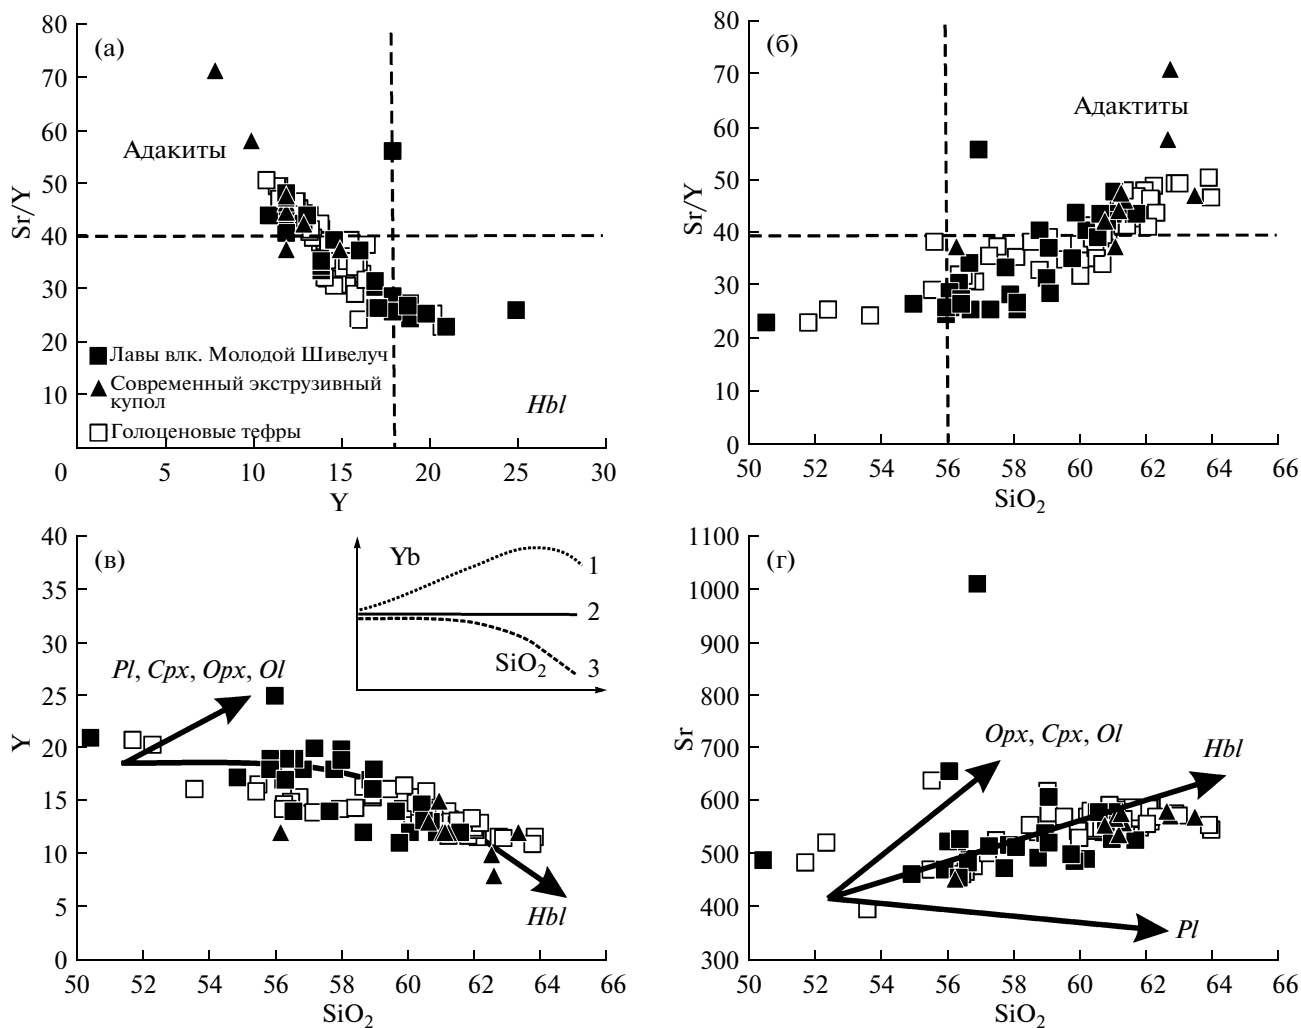 (а)
80
70
60
50
40
30
20
10
Sr/Y
Адакиты
Лавы влк. Молодой Шивелуч
Современный экструзивный
купол
Голоценовые тефры
Hbl
0 5 10 15 20 25 30
Y
(б)
80
70
60
50
40
30
20
10
0
Sr/Y
Адактиты
50 52 54 56 58 60 62 64 66
SiO₂
(в)
40
35
30
25
20
15
10
5
0
Y
Pl, Cpx, Opx, Ol
Yb
1
2
SiO₂ 3
Hbl
50 52 54 56 58 60 62 64 66
SiO₂
(г)
1100
1000
900
800
700
600
500
400
300
Sr
Opx, Cpx, Ol
Hbl
Pl
50 52 54 56 58 60 62 64 66
SiO₂